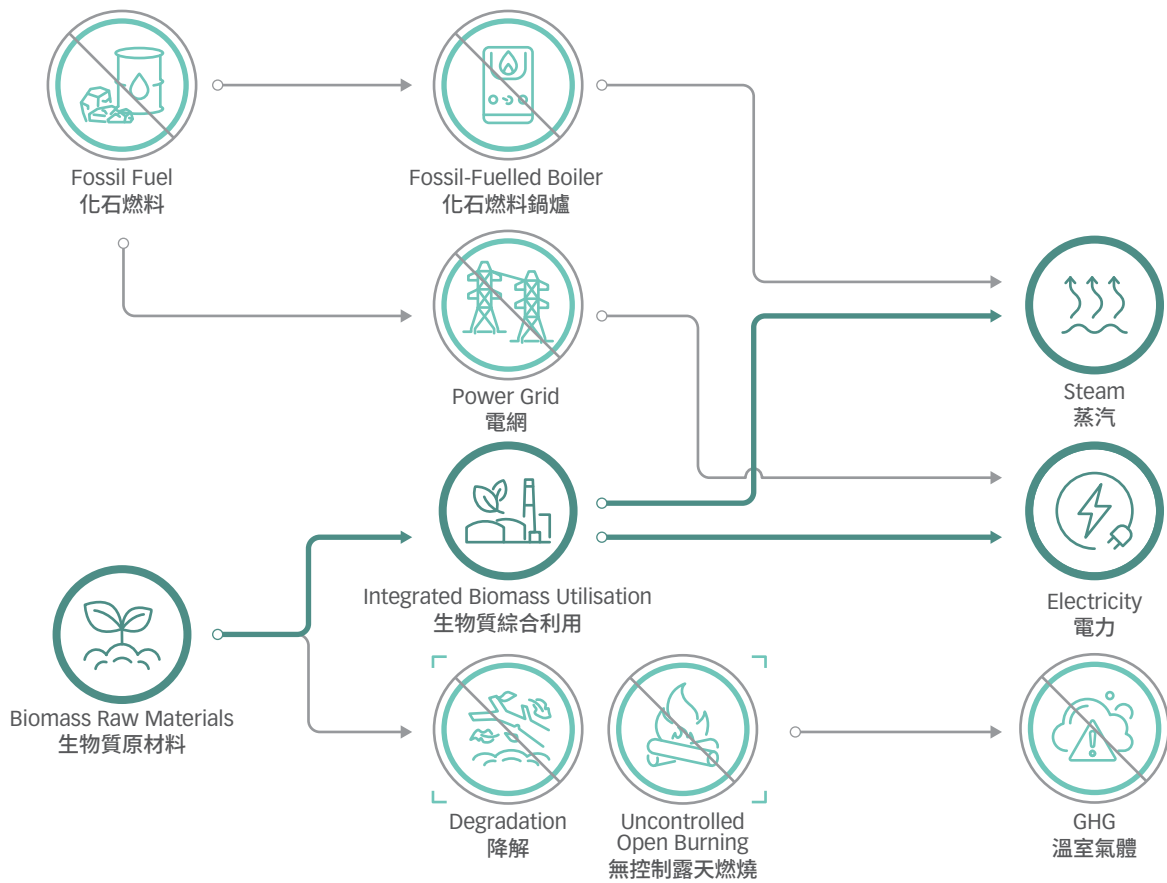 Fossil Fuel
化石燃料
Fossil-Fuelled Boiler
化石燃料鍋爐
Power Grid
電網
Steam
蒸汽
Integrated Biomass Utilisation
生物質綜合利用
Electricity
電力
Biomass Raw Materials
生物質原材料
Degradation
降解
Uncontrolled
Open Burning
無控制露天燃燒
GHG
溫室氣體